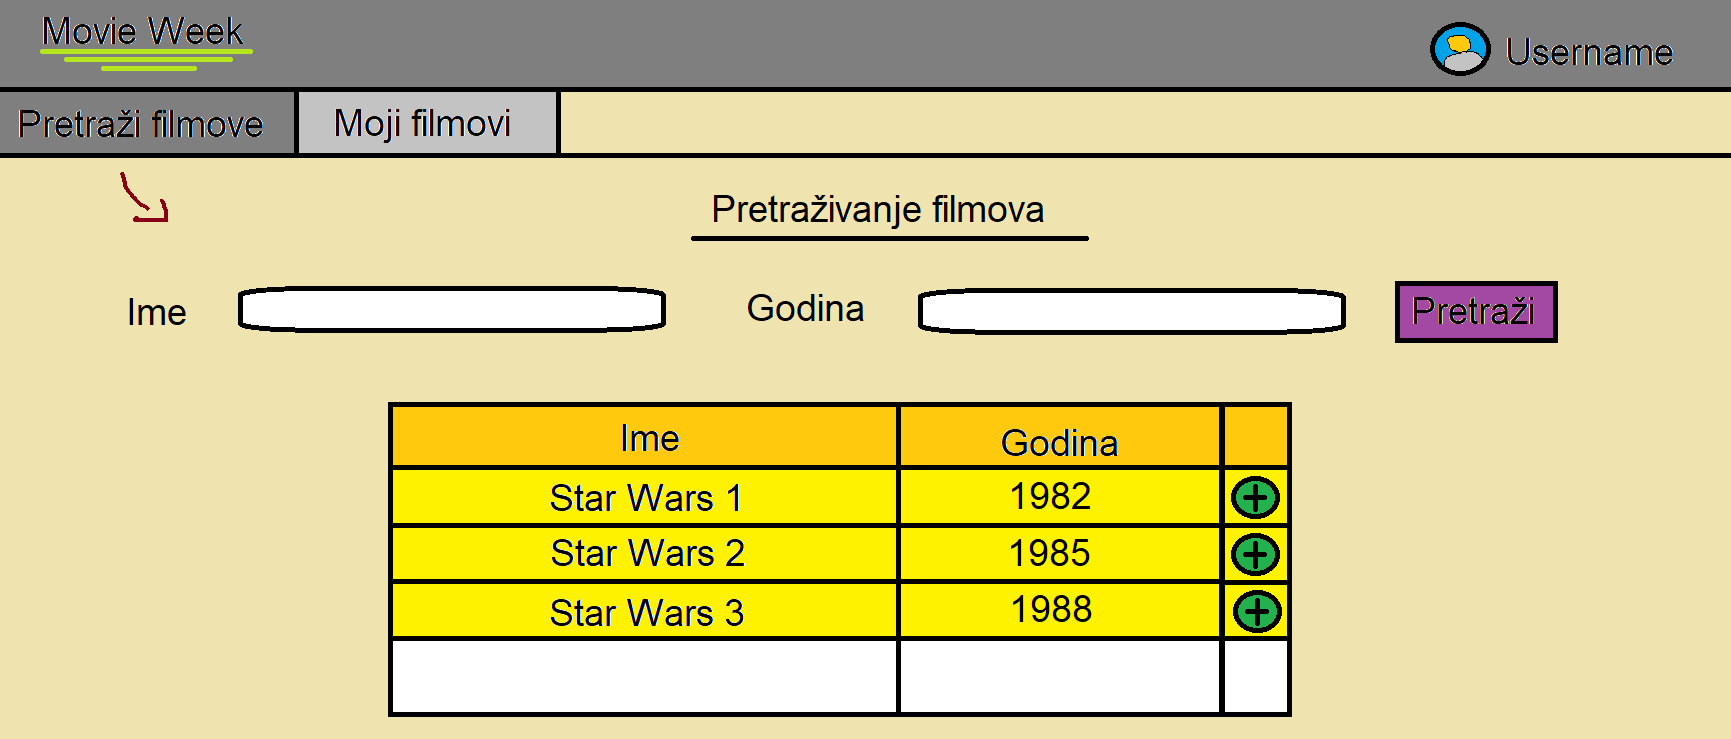 Movie Week
Username
Pretraži filmove
Moji filmovi
Pretraživanje filmova
Ime
Godina
Pretraži
Ime Godina
Star Wars 1 1982
Star Wars 2 1985
Star Wars 3 1988